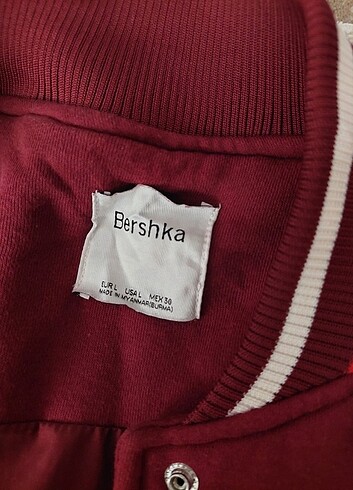 Bershka
EUR L USA L MEX 30
MADE IN MYANMAR(BURMA)